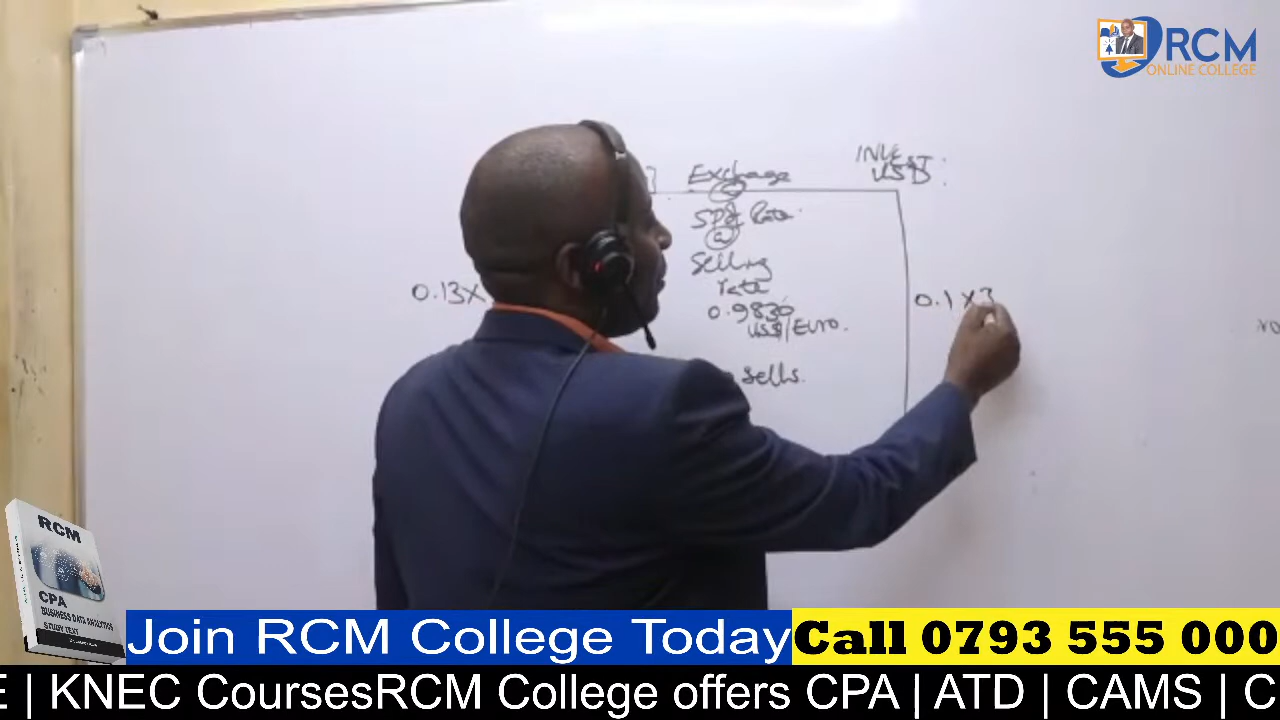 RCM
ONLINE COLLEGE
INVEST:
USD
Exchange
@
Spot Rate
@
Selling
rate
0.9830
US$/Euro.
sells.
0.13X
0.1 X 3
RCM
CPA
BUSINESS DATA ANALYTICS
STUDY TEXT
Join RCM College Today
Call 0793 555 000
E | KNEC CoursesRCM College offers CPA | ATD | CAMS | C